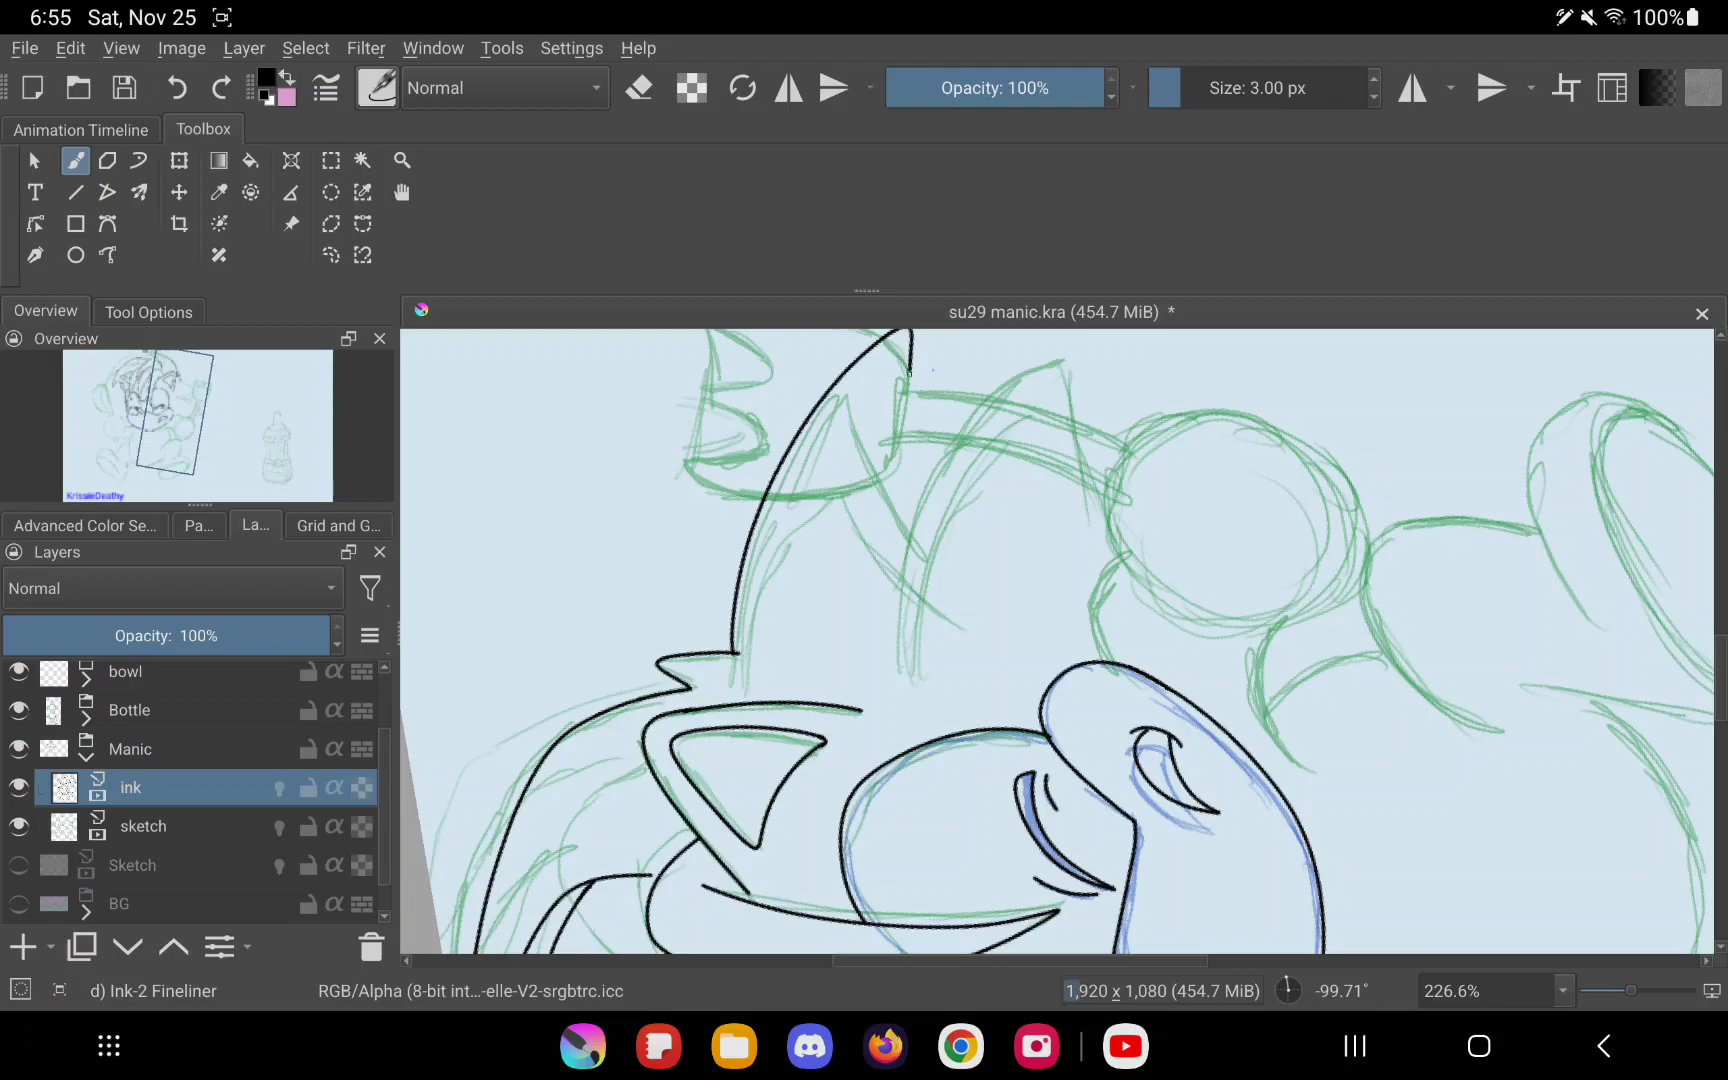 6:55 Sat, Nov 25 100%
File Edit View Image Layer Select Filter Window Tools Settings Help
Normal Opacity: 100% Size: 3.00 px
Animation Timeline Toolbox
Overview Tool Options
su29 manic.kra (454.7 MiB) *
Overview
KrissieDeathy
Advanced Color Se... Pa... La... Grid and G...
Layers
Normal
Opacity: 100%
bowl
Bottle
Manic
ink
sketch
Sketch
BG
d) Ink-2 Fineliner RGB/Alpha (8-bit int...-elle-V2-srgbtrc.icc 1,920 x 1,080 (454.7 MiB) -99.71° 226.6%